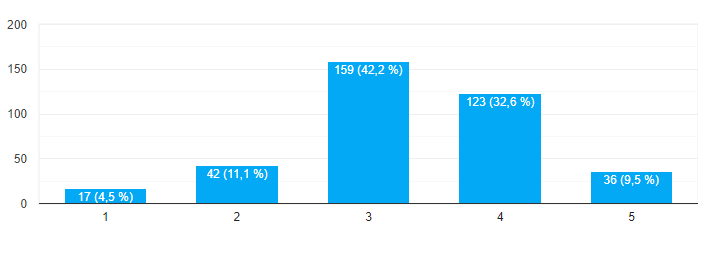 200
150
100
50
0
17 (4,5 %)
42 (11,1 %)
159 (42,2 %)
123 (32,6 %)
36 (9,5 %)
1 2 3 4 5